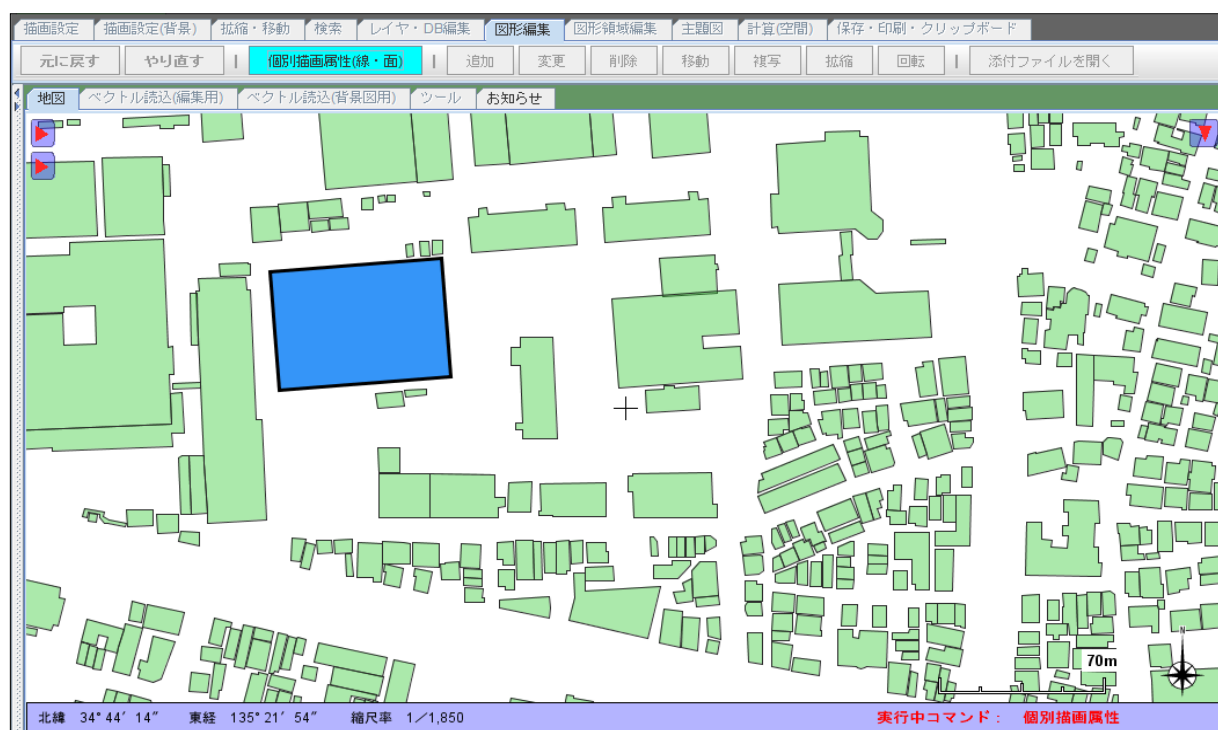 描画設定 描画設定(背景) 拡縮・移動 検索 レイヤ・DB編集 図形編集 図形領域編集 主題図 計算(空間) 保存・印刷・クリップボード
元に戻す やり直す | 個別描画属性(線・面) | 追加 変更 削除 移動 複写 拡縮 回転 | 添付ファイルを開く
地図 ベクトル読込(編集用) ベクトル読込(背景図用) ツール お知らせ
N
70m
北緯 34°44′14″ 東経 135°21′54″ 縮尺率 1／1,850 実行中コマンド： 個別描画属性